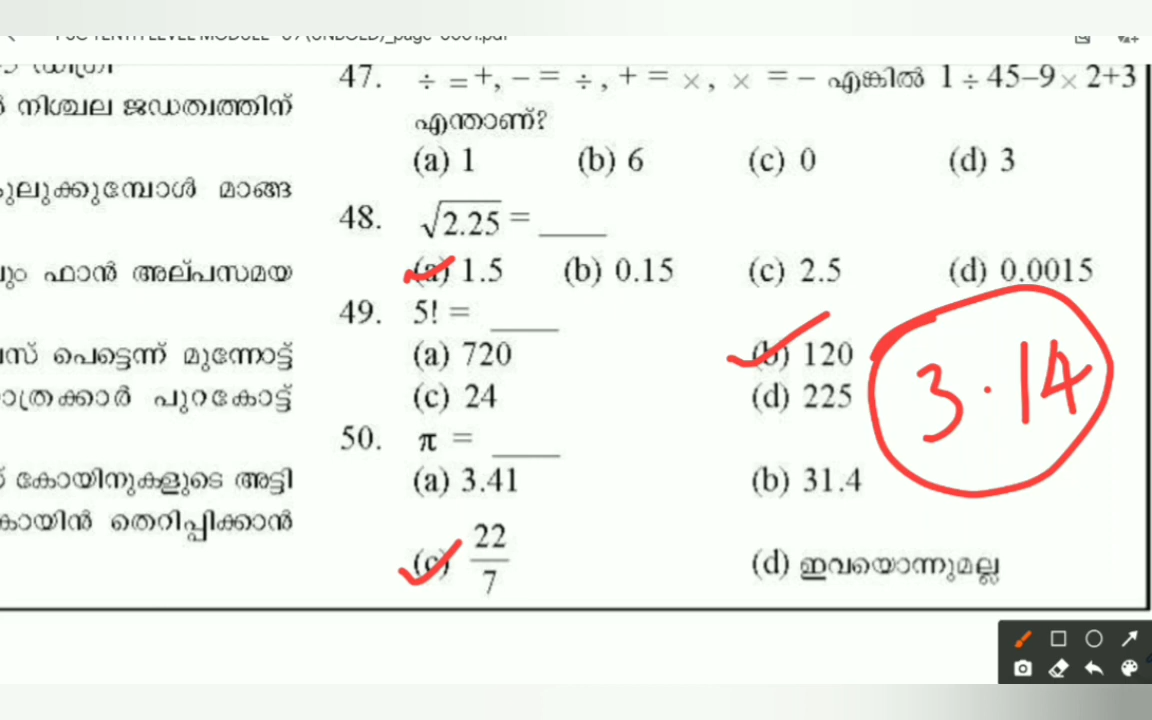 നിശ്ചല ജഡത്വത്തിന്
മാങ്ങ
ഫാൻ അല്പസമയ
പെട്ടെന്ന് മുന്നോട്ട്
പുറകോട്ട്
കോയിനുകളുടെ അട്ടി
തെറിപ്പിക്കാൻ
47. ÷ = +, – = ÷, + = ×, × = – എങ്കിൽ 1 ÷ 45–9 × 2+3
എന്താണ്?
(a) 1 (b) 6 (c) 0 (d) 3
48. √2.25 = ____
(a) 1.5 (b) 0.15 (c) 2.5 (d) 0.0015
49. 5! = ____
(a) 720 (b) 120
(c) 24 (d) 225
3.14
50. π = ____
(a) 3.41 (b) 31.4
(c) 22/7 (d) ഇവയൊന്നുമല്ല